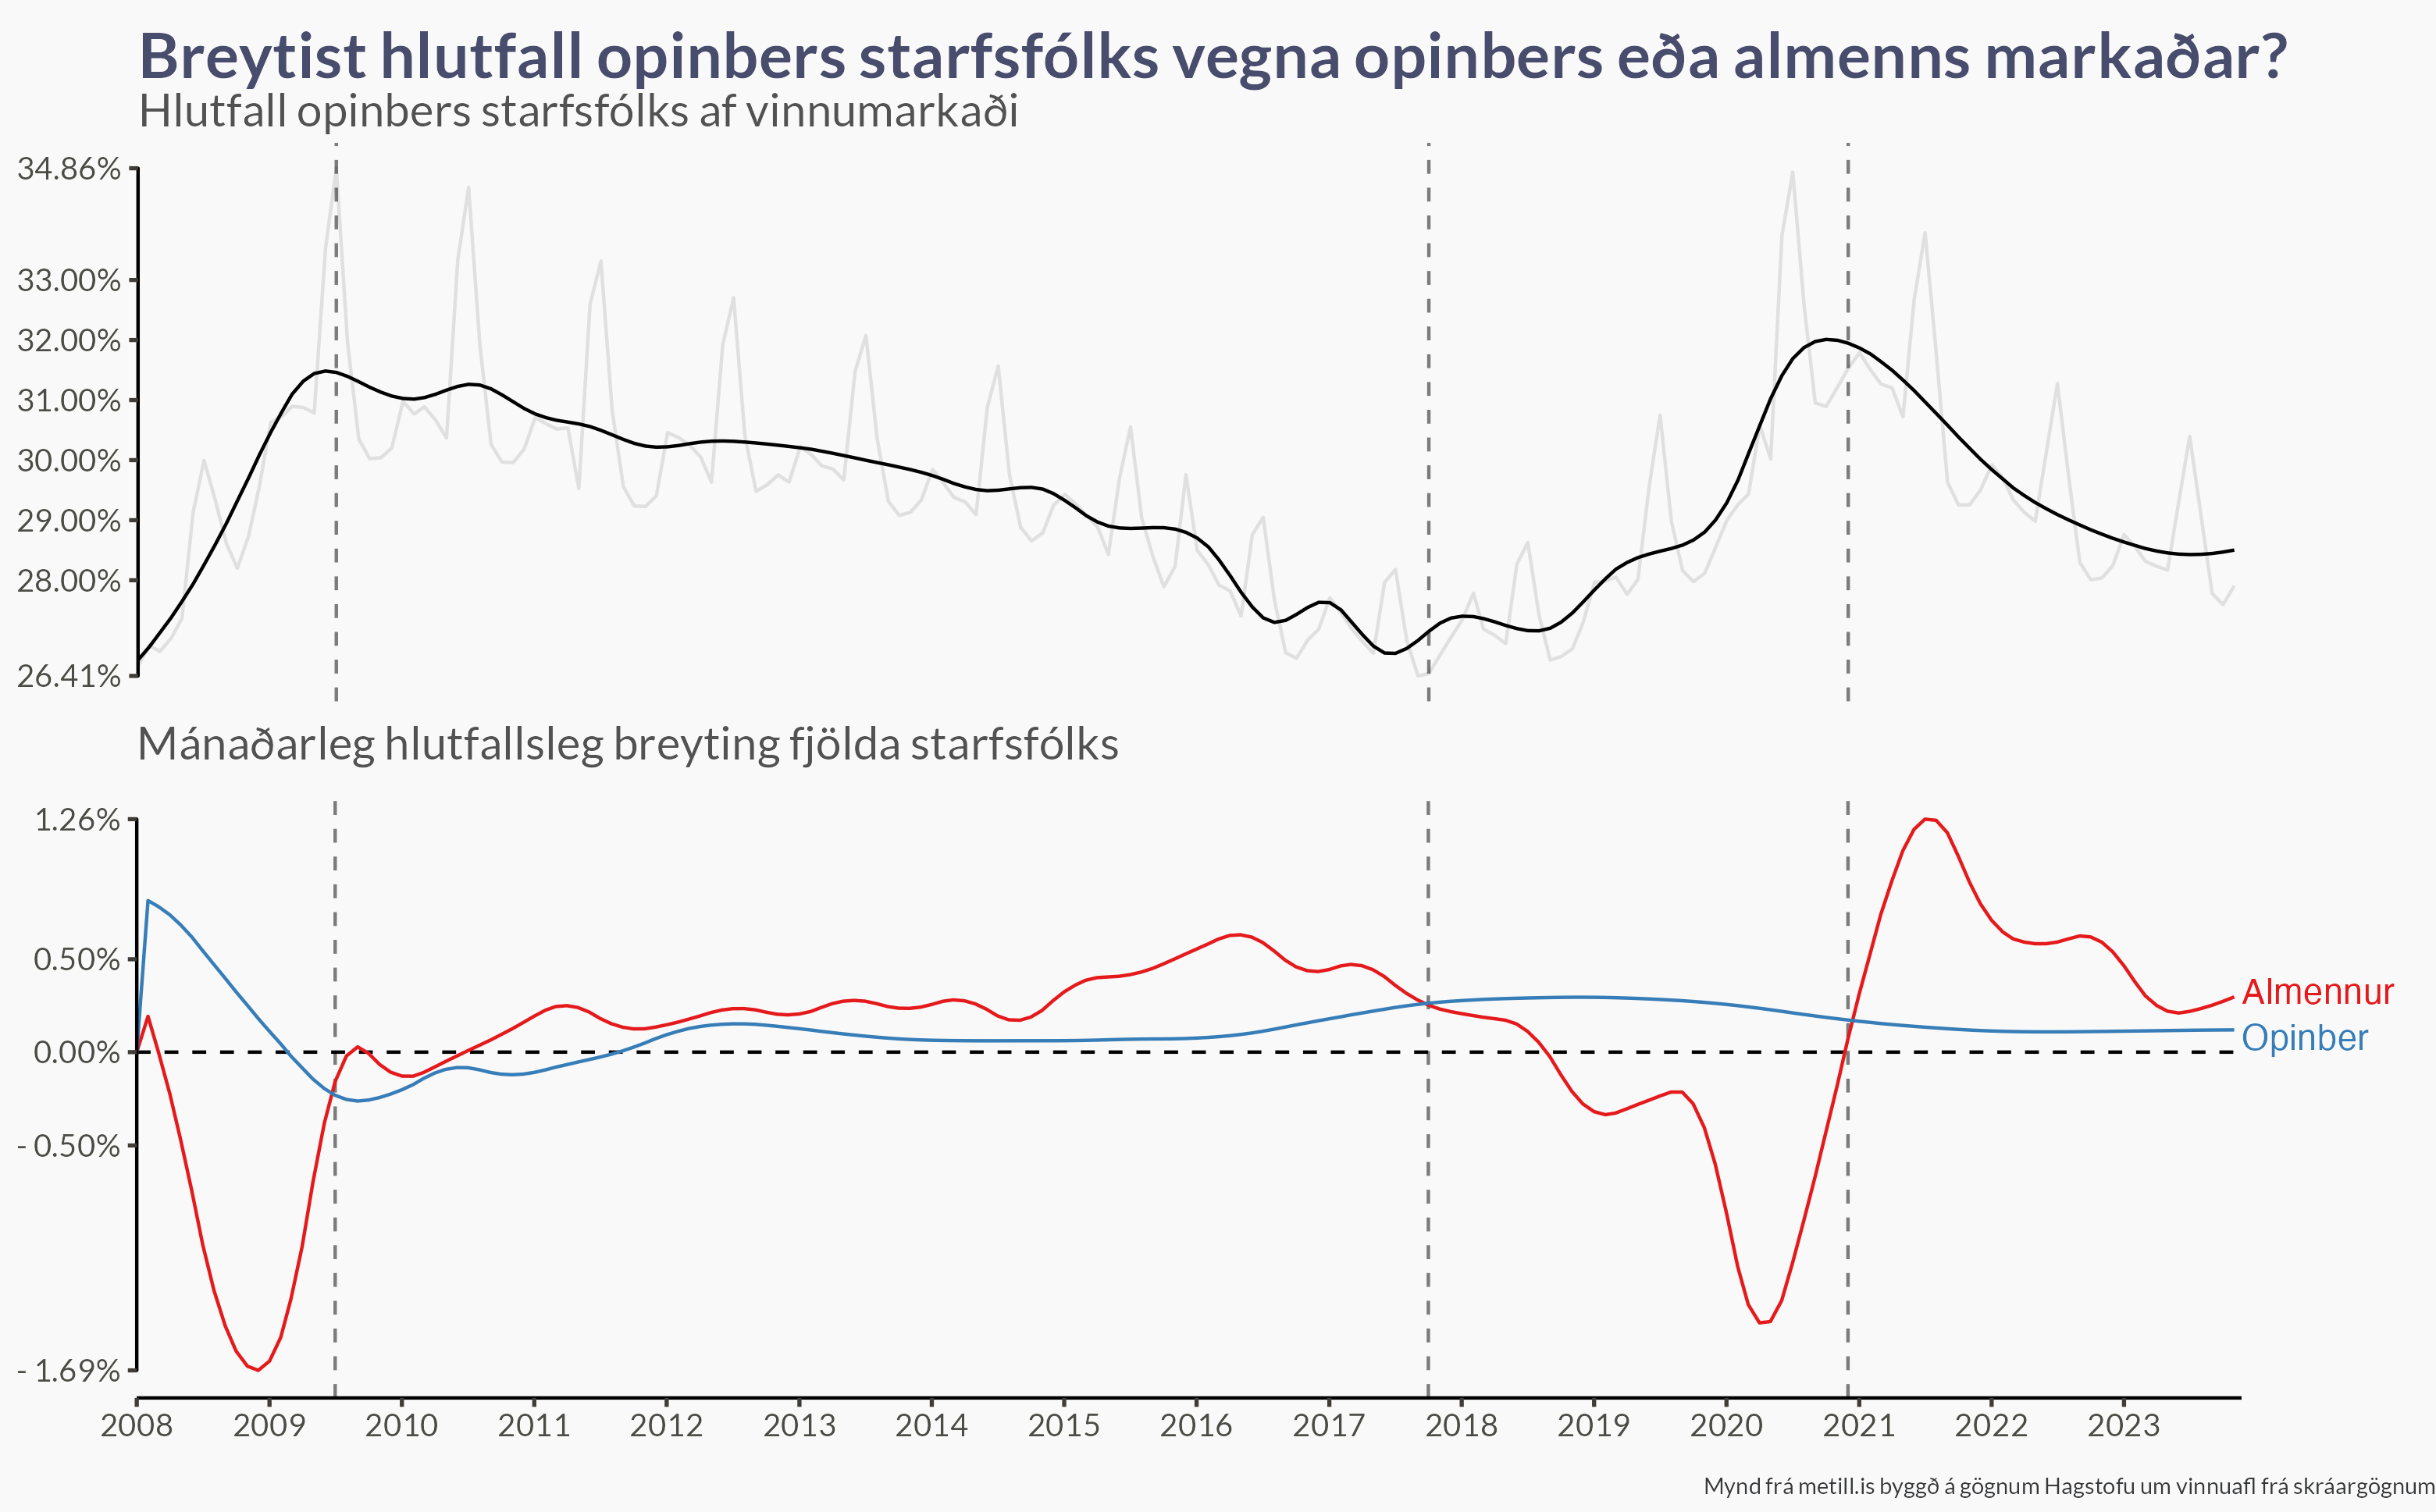 Breytist hlutfall opinbers starfsfólks vegna opinbers eða almenns markaðar?
Hlutfall opinbers starfsfólks af vinnumarkaði
34.86%
33.00%
32.00%
31.00%
30.00%
29.00%
28.00%
26.41%
Mánaðarleg hlutfallsleg breyting fjölda starfsfólks
1.26%
0.50%
0.00%
- 0.50%
- 1.69%
Almennur
Opinber
2008 2009 2010 2011 2012 2013 2014 2015 2016 2017 2018 2019 2020 2021 2022 2023
Mynd frá metill.is byggð á gögnum Hagstofu um vinnuafl frá skráargögnum